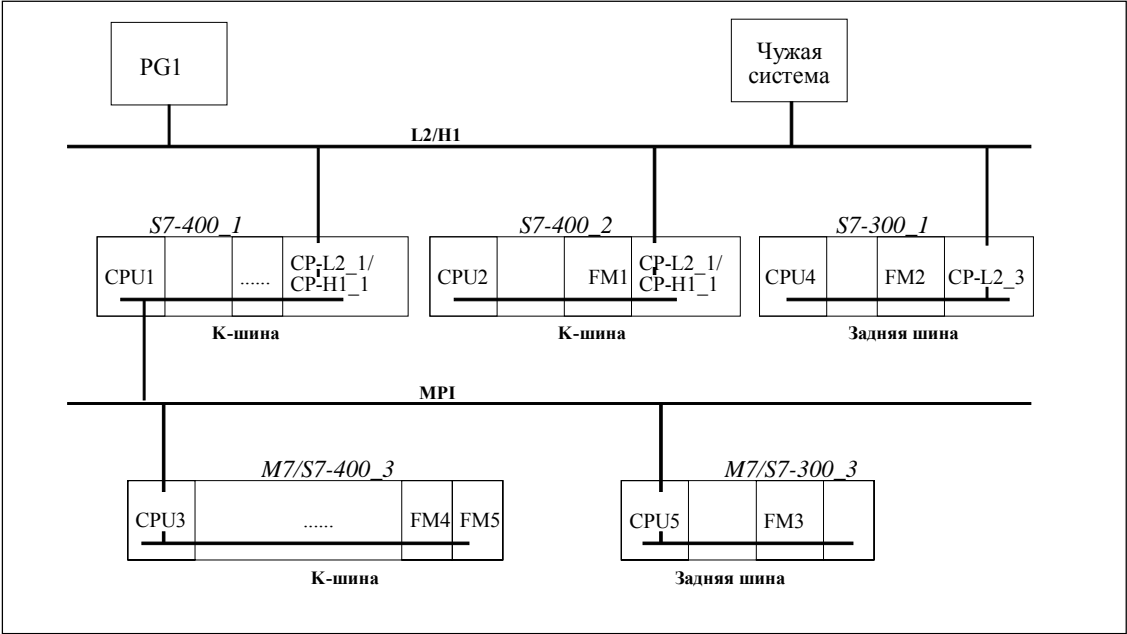 PG1
Чужая
система
L2/H1
S7-400_1
S7-400_2
S7-300_1
CPU1
......
CP-L2_1/
CP-H1_1
CPU2
FM1
CP-L2_1/
CP-H1_1
CPU4
FM2
CP-L2_3
К-шина
К-шина
Задняя шина
MPI
M7/S7-400_3
M7/S7-300_3
CPU3
......
FM4
FM5
CPU5
FM3
К-шина
Задняя шина